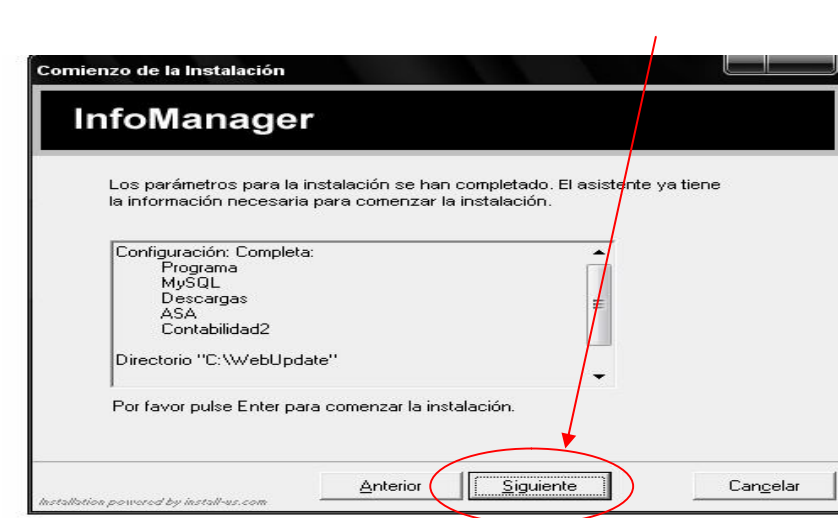 Comienzo de la Instalación
InfoManager
Los parámetros para la instalación se han completado. El asistente ya tiene
la información necesaria para comenzar la instalación.
Configuración: Completa:
Programa
MySQL
Descargas
ASA
Contabilidad2
Directorio "C:\WebUpdate"
Por favor pulse Enter para comenzar la instalación.
Anterior
Siguiente
Cancelar
Installation powered by install-us.com